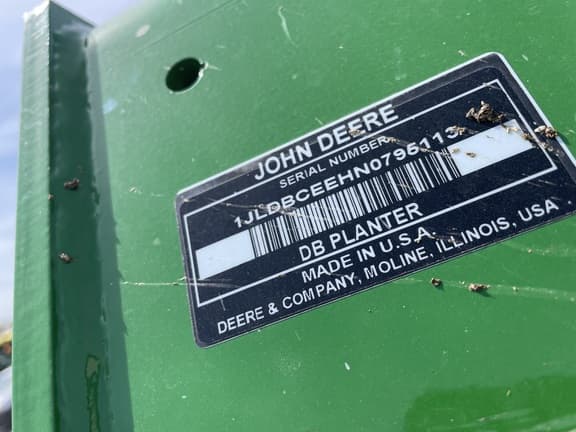 JOHN DEERE
SERIAL NUMBER
DB PLANTER
MADE IN U.S.A.
DEERE & COMPANY, MOLINE, ILLINOIS, USA